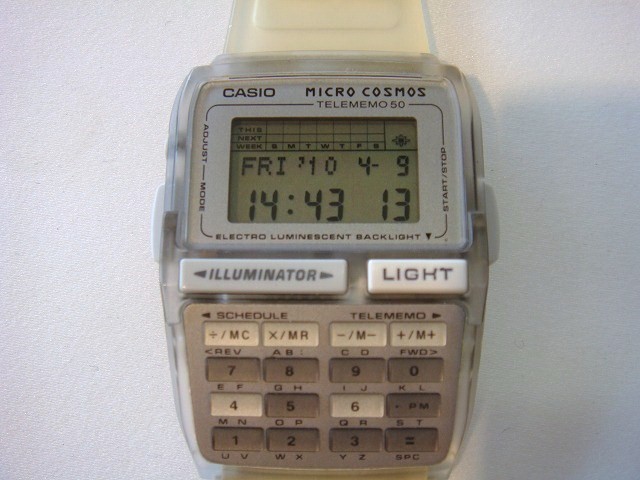 CASIO MICRO COSMOS
TELEMEMO 50
ADJUST MODE
START/STOP
THIS
NEXT
WEEK S M T W T F S
FRI '10 4- 9
14:43 13
ELECTRO LUMINESCENT BACKLIGHT ▼
◄ILLUMINATOR► LIGHT
◄ SCHEDULE TELEMEMO ►
÷/MC ×/MR −/M− +/M+
<REV A B C D FWD>
7 8 9 0
E F G H I J K L
4 5 6 · PM
M N O P Q R S T
1 2 3 =
U V W X Y Z SPC